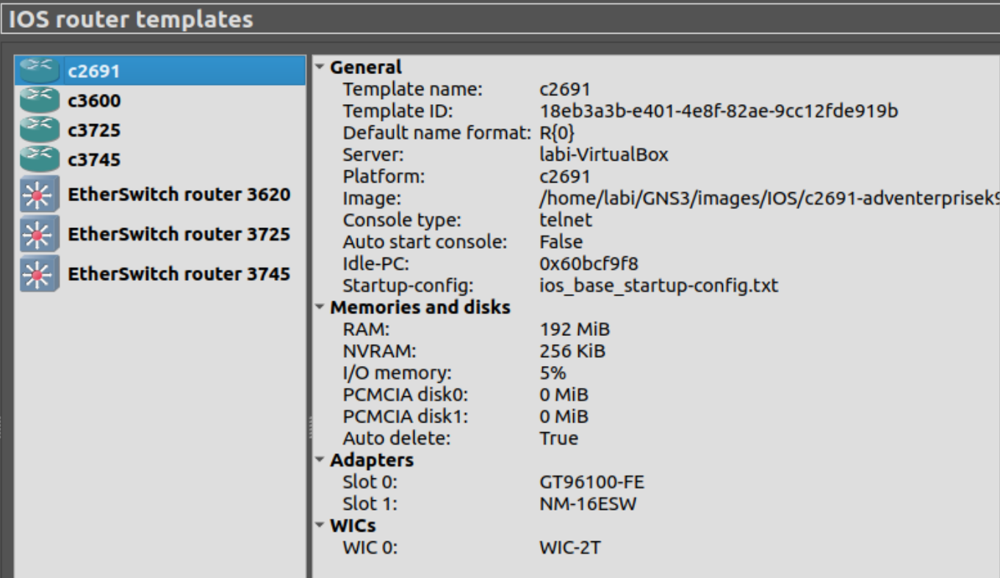 IOS router templates
c2691
c3600
c3725
c3745
EtherSwitch router 3620
EtherSwitch router 3725
EtherSwitch router 3745
General
Template name: c2691
Template ID: 18eb3a3b-e401-4e8f-82ae-9cc12fde919b
Default name format: R{0}
Server: labi-VirtualBox
Platform: c2691
Image: /home/labi/GNS3/images/IOS/c2691-adventerprisek9
Console type: telnet
Auto start console: False
Idle-PC: 0x60bcf9f8
Startup-config: ios_base_startup-config.txt
Memories and disks
RAM: 192 MiB
NVRAM: 256 KiB
I/O memory: 5%
PCMCIA disk0: 0 MiB
PCMCIA disk1: 0 MiB
Auto delete: True
Adapters
Slot 0: GT96100-FE
Slot 1: NM-16ESW
WICs
WIC 0: WIC-2T